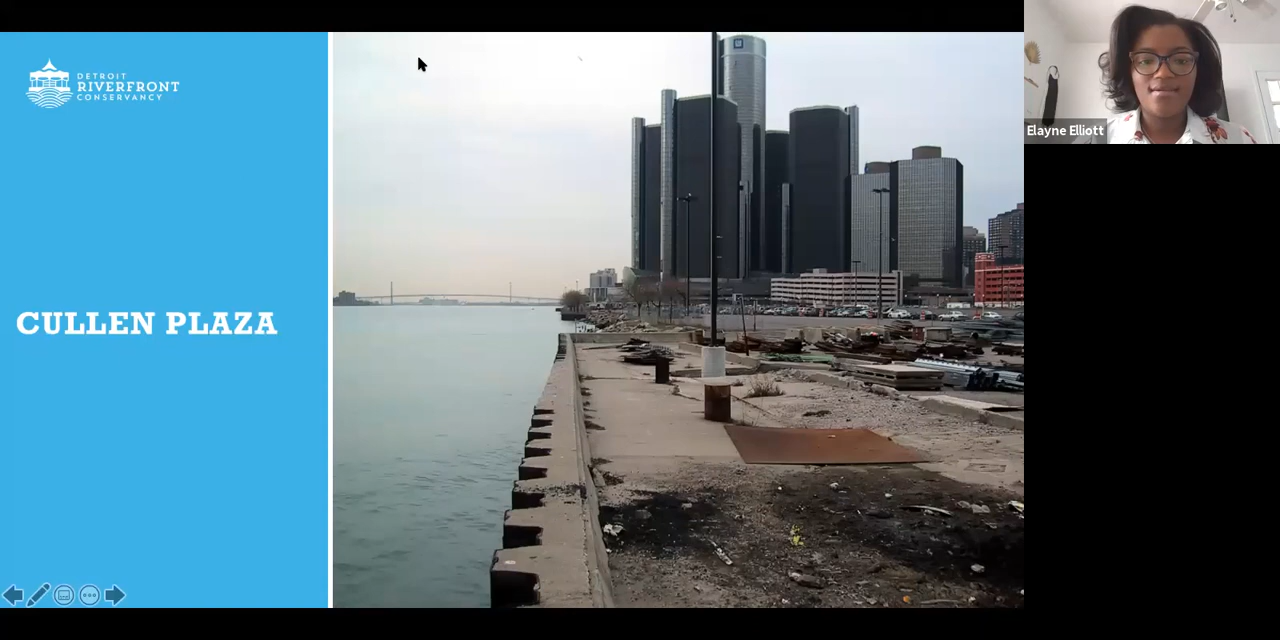 DETROIT
RIVERFRONT
CONSERVANCY
CULLEN PLAZA
GM
Elayne Elliott